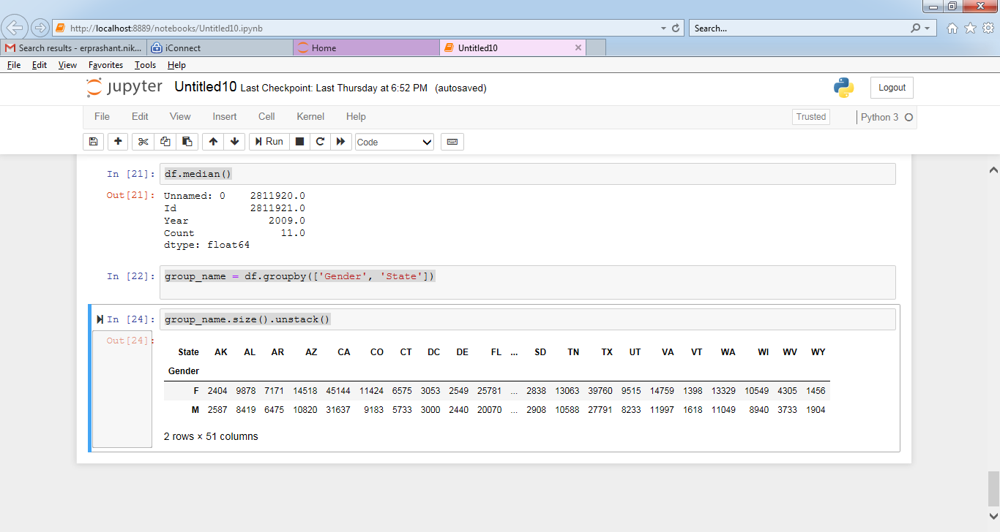 http://localhost:8889/notebooks/Untitled10.ipynb
Search...
Search results - erprashant.nik...
iConnect
Home
Untitled10
File Edit View Favorites Tools Help
jupyter Untitled10 Last Checkpoint: Last Thursday at 6:52 PM (autosaved)
Logout
File Edit View Insert Cell Kernel Help
Trusted
Python 3
Run
Code
In [21]: df.median()
Out[21]: Unnamed: 0 2811920.0
Id 2811921.0
Year 2009.0
Count 11.0
dtype: float64
In [22]: group_name = df.groupby(['Gender', 'State'])
In [24]: group_name.size().unstack()
Out[24]:
State AK AL AR AZ CA CO CT DC DE FL ... SD TN TX UT VA VT WA WI WV WY
Gender
F 2404 9878 7171 14518 45144 11424 6575 3053 2549 25781 ... 2838 13063 39760 9515 14759 1398 13329 10549 4305 1456
M 2587 8419 6475 10820 31637 9183 5733 3000 2440 20070 ... 2908 10588 27791 8233 11997 1618 11049 8940 3733 1904
2 rows × 51 columns